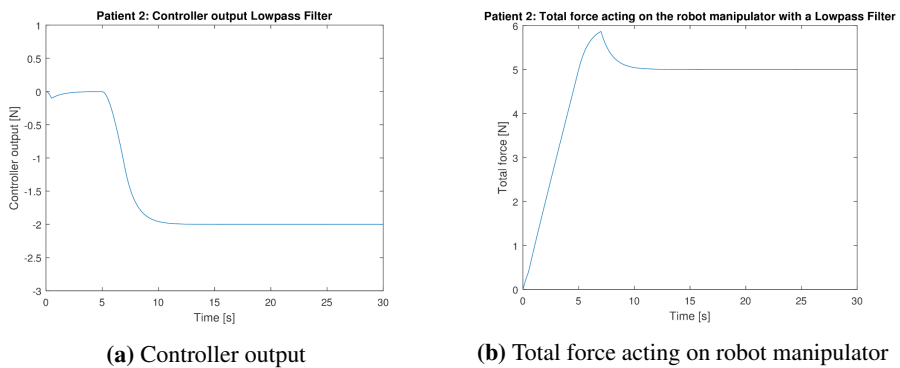 Patient 2: Controller output Lowpass Filter
1
0.5
0
-0.5
-1
-1.5
-2
-2.5
-3
Controller output [N]
0 5 10 15 20 25 30
Time [s]
(a) Controller output
Patient 2: Total force acting on the robot manipulator with a Lowpass Filter
6
5
4
3
2
1
0
Total force [N]
0 5 10 15 20 25 30
Time [s]
(b) Total force acting on robot manipulator